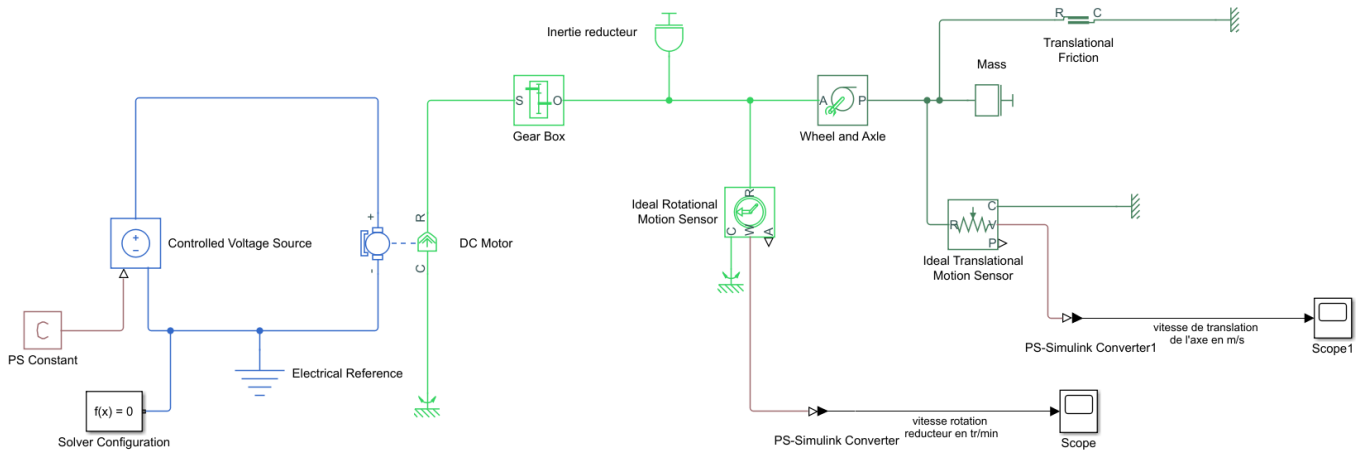 Inertie reducteur
R
C
Translational
Friction
Mass
S
O
Gear Box
A
P
Wheel and Axle
+
-
Controlled Voltage Source
+
-
R
C
DC Motor
Ideal Rotational
Motion Sensor
R
C
W
A
R
C
V
P
Ideal Translational
Motion Sensor
C
PS Constant
Electrical Reference
f(x) = 0
Solver Configuration
PS-Simulink Converter1
vitesse de translation
de l'axe en m/s
Scope1
PS-Simulink Converter
vitesse rotation
reducteur en tr/min
Scope